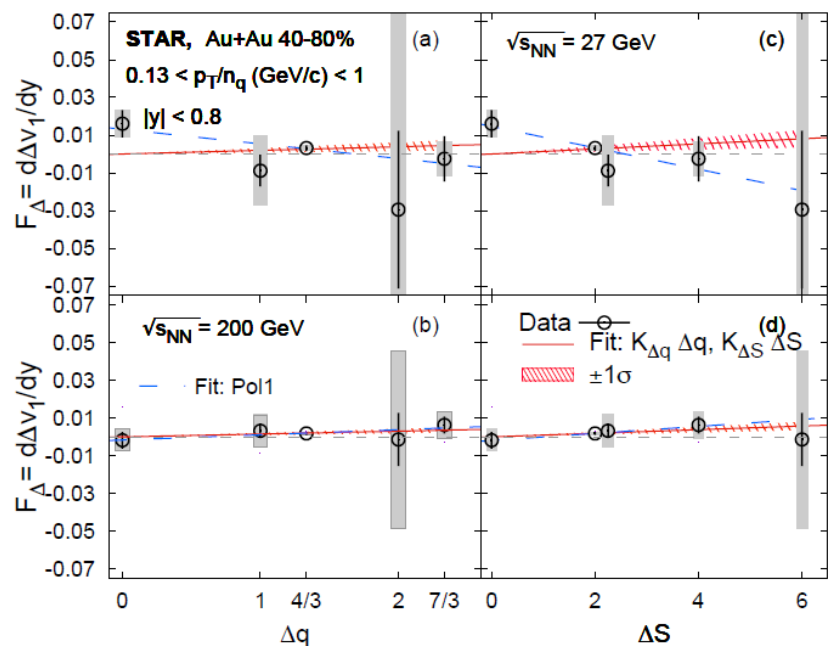 STAR, Au+Au 40-80%
(a)
0.13 < p_T/n_q (GeV/c) < 1
|y| < 0.8
√s_NN = 27 GeV
(c)
0.07
0.05
0.03
0.01
-0.01
-0.03
-0.05
-0.07
F_Δ = dΔv_1/dy
√s_NN = 200 GeV
(b)
Fit: Pol1
Data
(d)
Fit: K_Δq Δq, K_ΔS ΔS
±1σ
0.07
0.05
0.03
0.01
-0.01
-0.03
-0.05
-0.07
F_Δ = dΔv_1/dy
0 1 4/3 2 7/3
0 2 4 6
Δq
ΔS